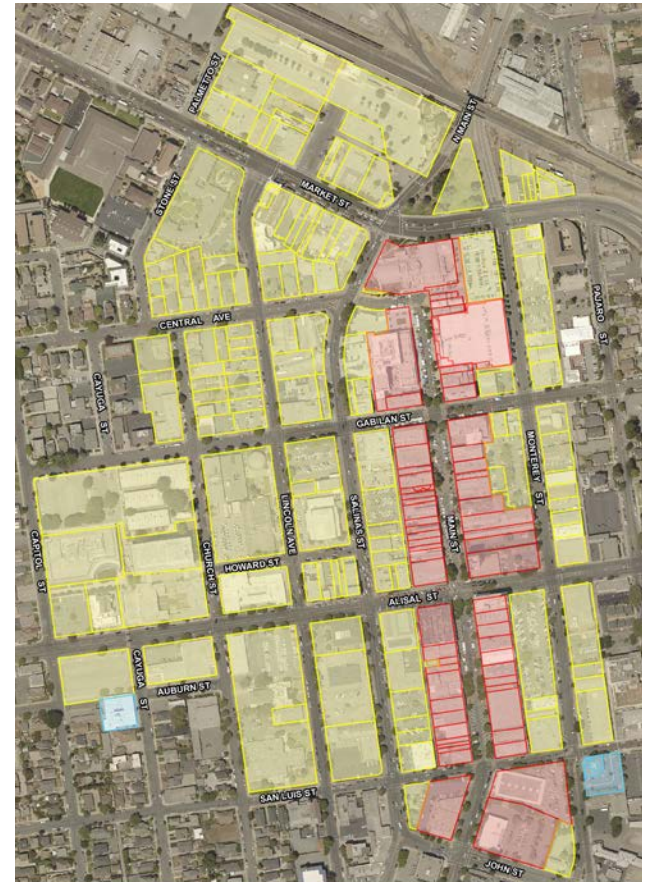 PALMETTO ST
N MAIN ST
MARKET ST
STONE ST
CENTRAL AVE
PAJARO ST
CAYUGA ST
GABILAN ST
MONTEREY ST
CAPITOL ST
CHURCH ST
LINCOLN AVE
SALINAS ST
MAIN ST
HOWARD ST
ALISAL ST
CAYUGA ST
AUBURN ST
SAN LUIS ST
JOHN ST